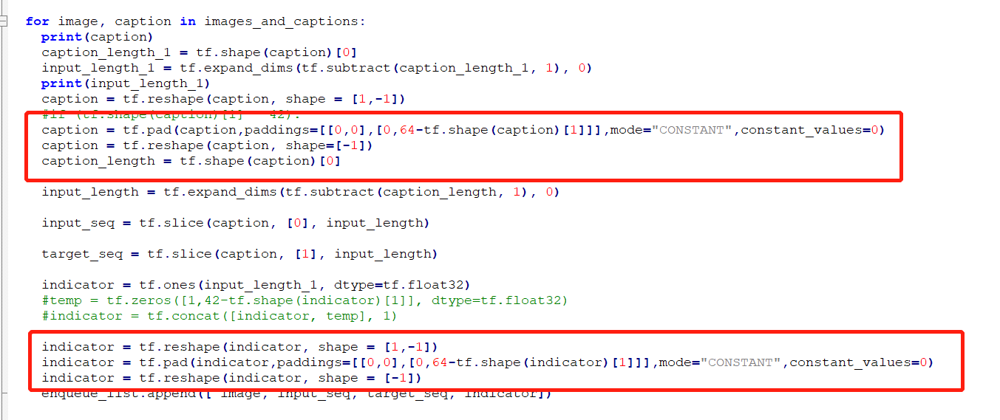 for image, caption in images_and_captions:
print(caption)
caption_length_1 = tf.shape(caption)[0]
input_length_1 = tf.expand_dims(tf.subtract(caption_length_1, 1), 0)
print(input_length_1)
caption = tf.reshape(caption, shape = [1,-1])
#if (tf.shape(caption)[1] 42):
caption = tf.pad(caption,paddings=[[0,0],[0,64-tf.shape(caption)[1]]],mode="CONSTANT",constant_values=0)
caption = tf.reshape(caption, shape=[-1])
caption_length = tf.shape(caption)[0]
input_length = tf.expand_dims(tf.subtract(caption_length, 1), 0)
input_seq = tf.slice(caption, [0], input_length)
target_seq = tf.slice(caption, [1], input_length)
indicator = tf.ones(input_length_1, dtype=tf.float32)
#temp = tf.zeros([1,42-tf.shape(indicator)[1]], dtype=tf.float32)
#indicator = tf.concat([indicator, temp], 1)
indicator = tf.reshape(indicator, shape = [1,-1])
indicator = tf.pad(indicator,paddings=[[0,0],[0,64-tf.shape(indicator)[1]]],mode="CONSTANT",constant_values=0)
indicator = tf.reshape(indicator, shape = [-1])
enqueue_list.append([ image, input_seq, target_seq, indicator])